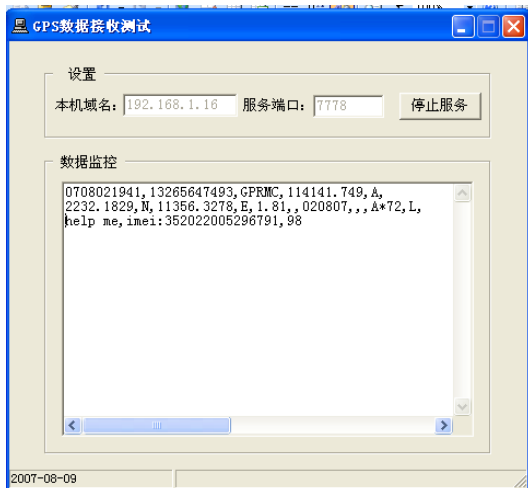 GPS数据接收测试
设置
本机域名: 192.168.1.16 服务端口: 7778 停止服务
数据监控
0708021941,13265647493,GPRMC,114141.749,A,
2232.1829,N,11356.3278,E,1.81,,020807,,,A*72,L,
help me,imei:352022005296791,98
2007-08-09